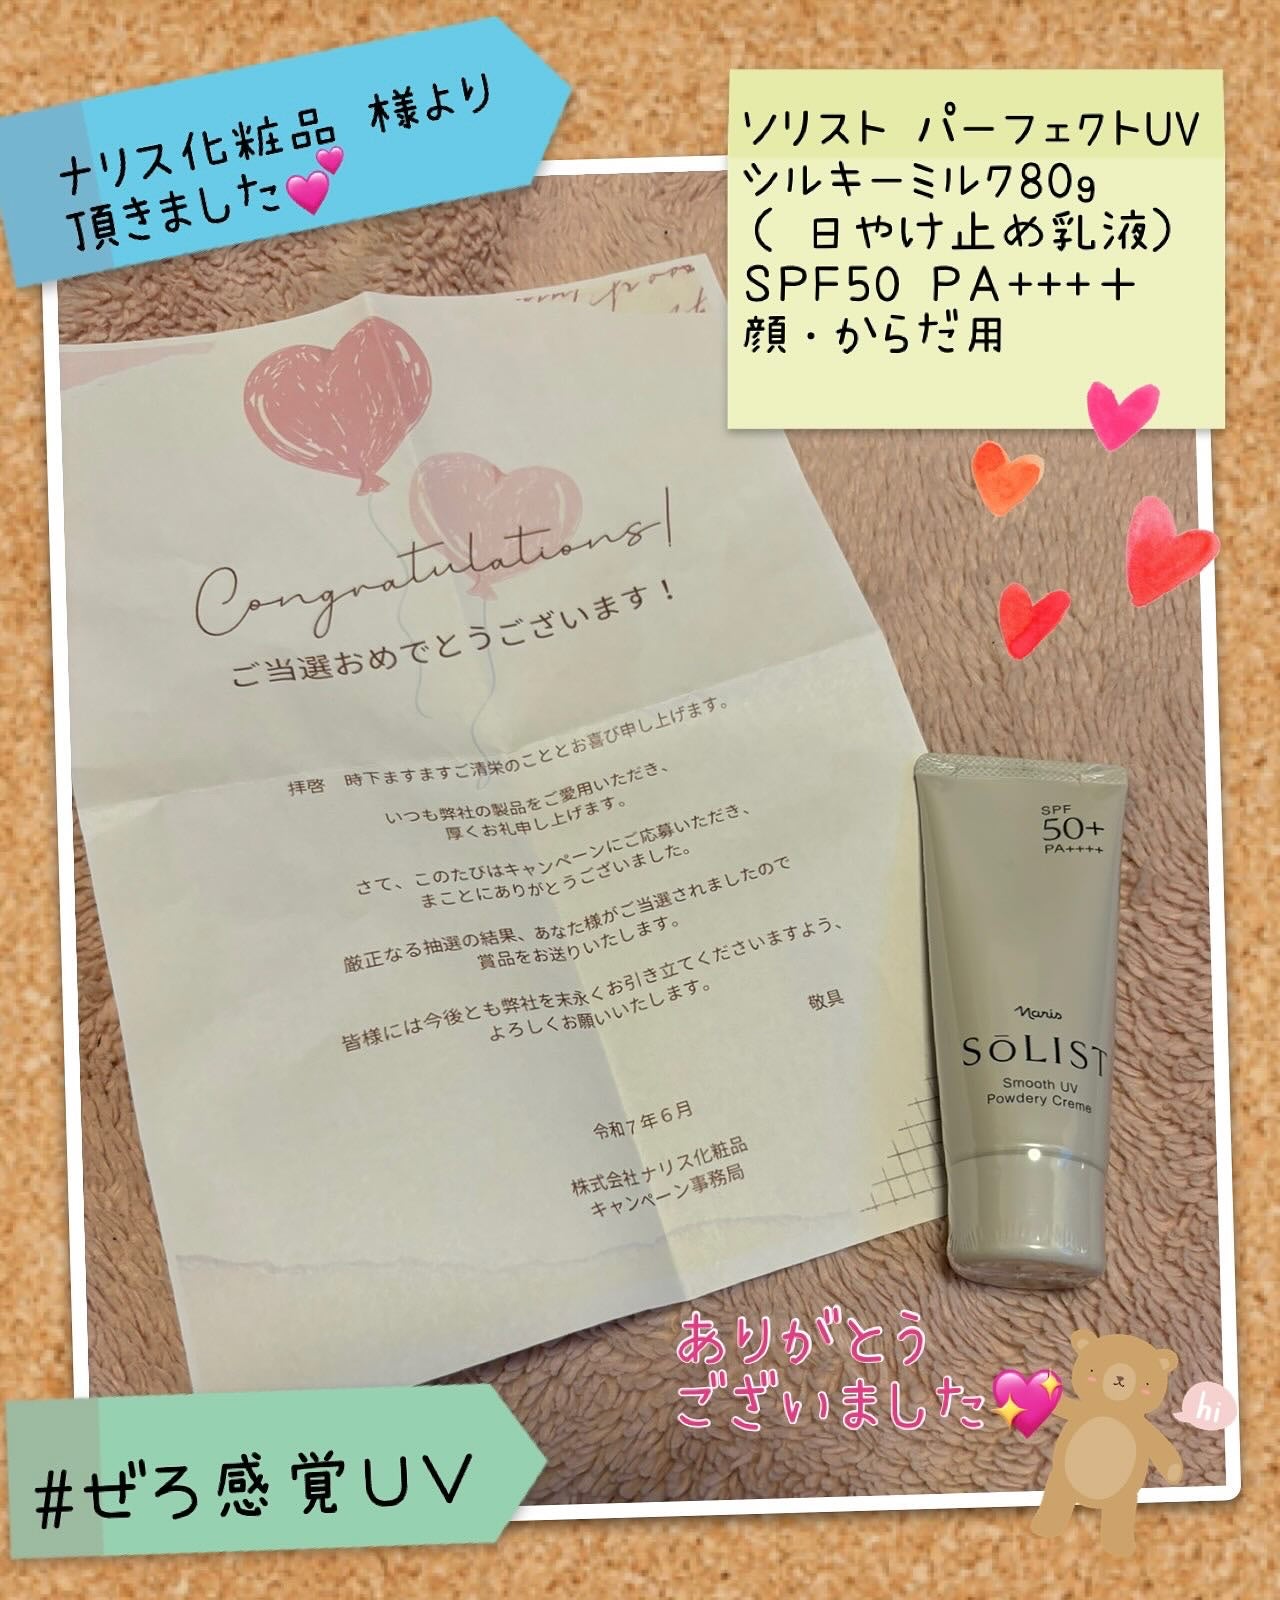 ナリス化粧品 様より
頂きました
ソリスト パーフェクトUV
シルキーミルク80g
( 日やけ止め乳液)
SPF50 PA++++
顔・からだ用
Congratulations!
ご当選おめでとうございます！
拝啓 時下ますますご清栄のこととお喜び申し上げます。
いつも弊社の製品をご愛用いただき、
厚くお礼申し上げます。
さて、このたびはキャンペーンにご応募いただき、
まことにありがとうございました。
厳正なる抽選の結果、あなた様がご当選されましたので
賞品をお送りいたします。
皆様には今後とも弊社を末永くお引き立てくださいますよう、
よろしくお願いいたします。
敬具
令和7年6月
株式会社ナリス化粧品
キャンペーン事務局
SPF
50+
PA++++
naris
SōLIST
Smooth UV
Powdery Creme
ありがとう
ございました
hi
#ぜろ感覚UV